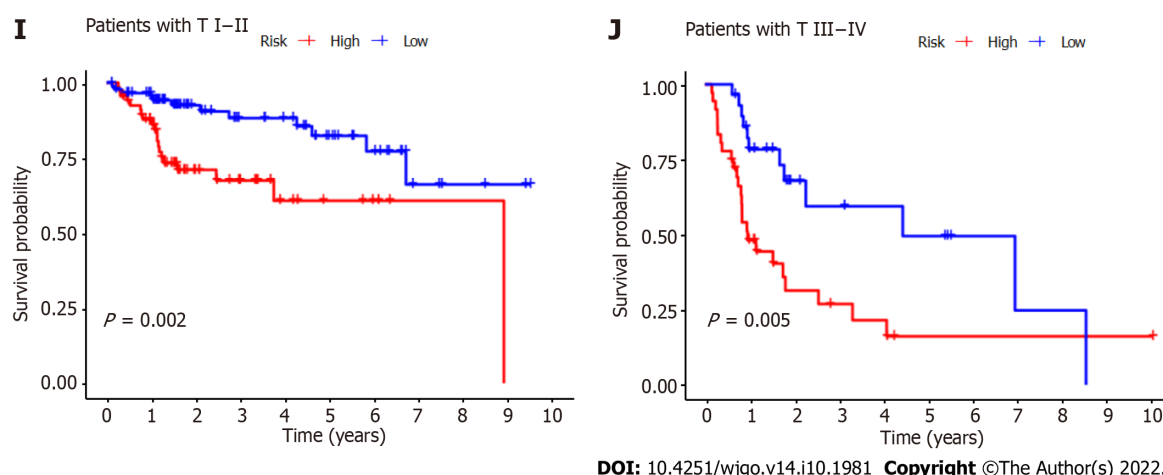 I
Patients with T I−II
Risk High Low
1.00
0.75
0.50
0.25
0.00
Survival probability
P = 0.002
0 1 2 3 4 5 6 7 8 9 10
Time (years)
J
Patients with T III−IV
Risk High Low
1.00
0.75
0.50
0.25
0.00
Survival probability
P = 0.005
0 1 2 3 4 5 6 7 8 9 10
Time (years)
DOI: 10.4251/wjgo.v14.i10.1981 Copyright ©The Author(s) 2022.